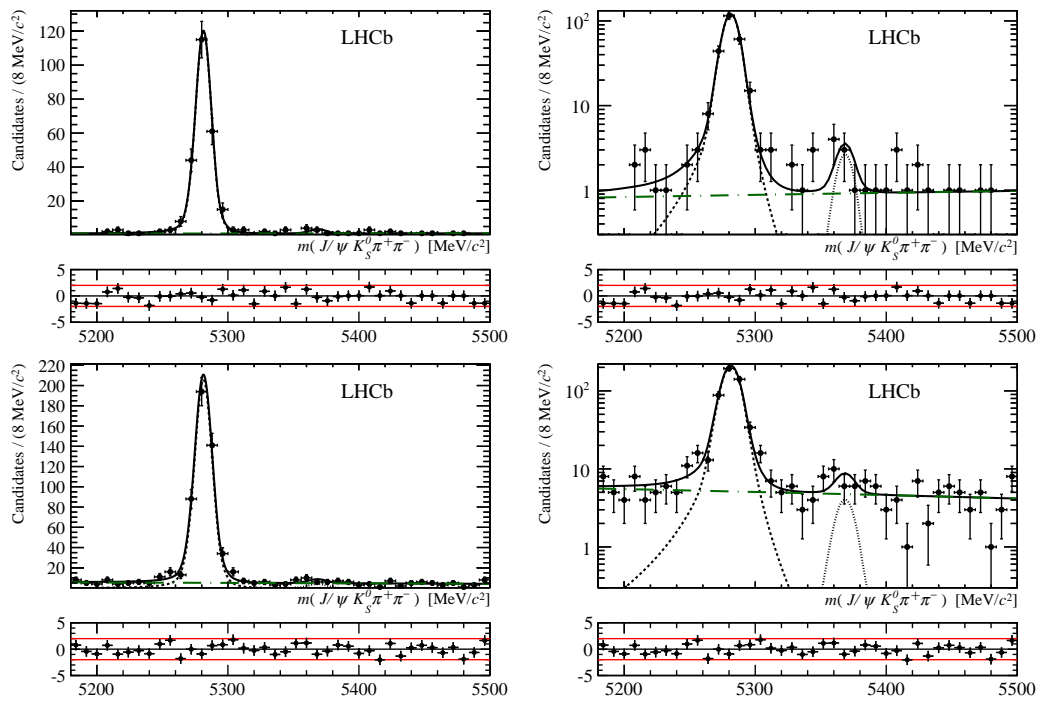 Candidates / (8 MeV/c²)
120
100
80
60
40
20
LHCb
m( J/ψ K⁰_S π⁺π⁻ ) [MeV/c²]
5
0
-5
5200 5300 5400 5500
Candidates / (8 MeV/c²)
10²
10
1
LHCb
m( J/ψ K⁰_S π⁺π⁻ ) [MeV/c²]
5
0
-5
5200 5300 5400 5500
Candidates / (8 MeV/c²)
220
200
180
160
140
120
100
80
60
40
20
LHCb
m( J/ψ K⁰_S π⁺π⁻ ) [MeV/c²]
5
0
-5
5200 5300 5400 5500
Candidates / (8 MeV/c²)
10²
10
1
LHCb
m( J/ψ K⁰_S π⁺π⁻ ) [MeV/c²]
5
0
-5
5200 5300 5400 5500